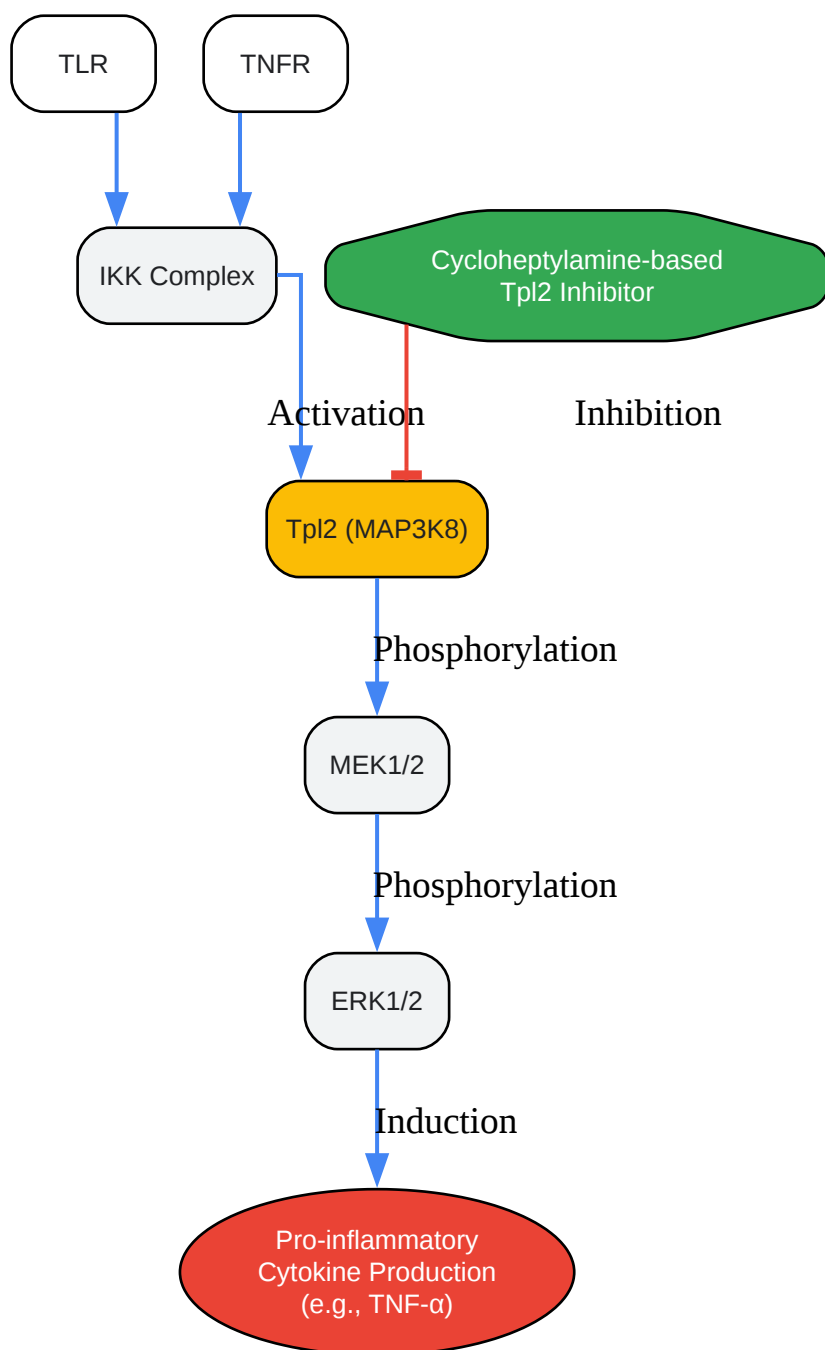 TLR
TNFR
IKK Complex
Cycloheptylamine-based
Tpl2 Inhibitor
Activation
Inhibition
Tpl2 (MAP3K8)
Phosphorylation
MEK1/2
Phosphorylation
ERK1/2
Induction
Pro-inflammatory
Cytokine Production
(e.g., TNF-α)